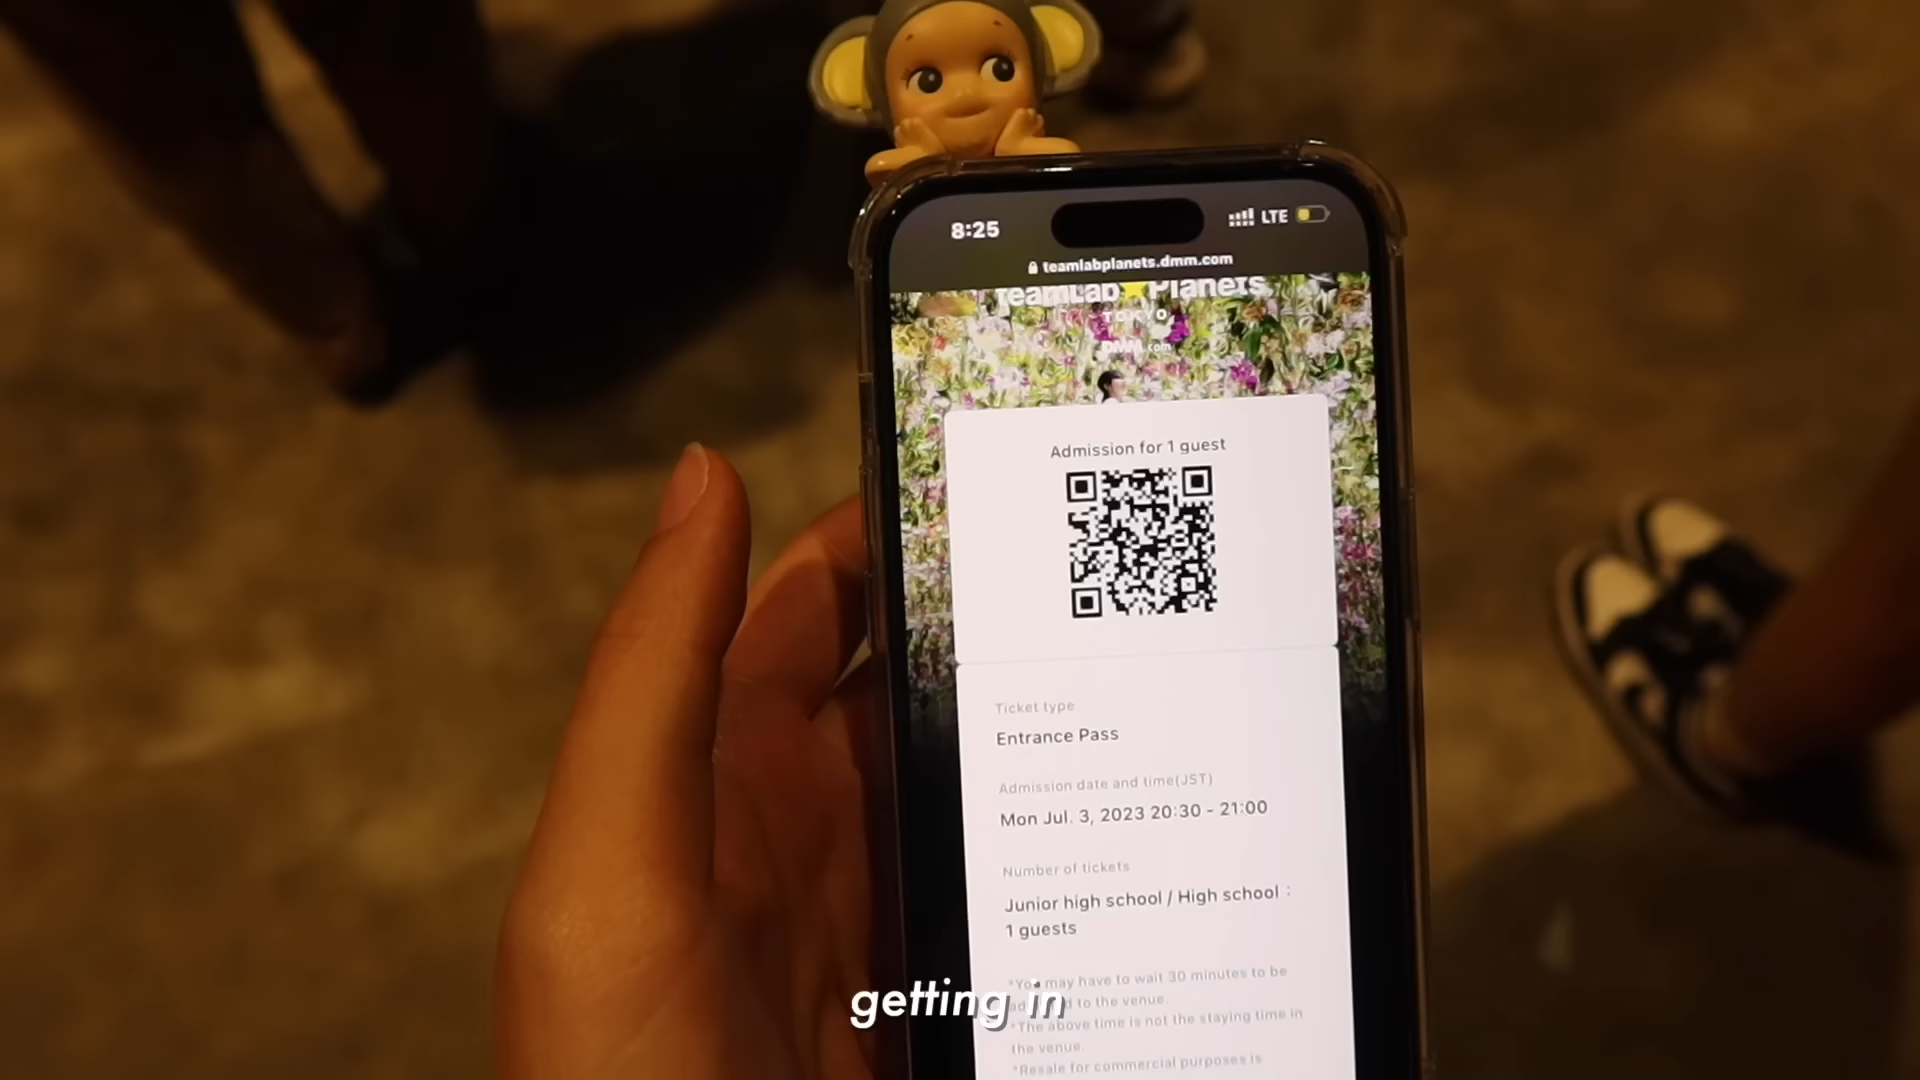 8:25
LTE
teamlabplanets.dmm.com
teamLab Planets
TOKYO
DMM.com
Admission for 1 guest
Ticket type
Entrance Pass
Admission date and time(JST)
Mon Jul. 3, 2023 20:30 - 21:00
Number of tickets
Junior high school / High school :
1 guests
*You may have to wait 30 minutes to be
to the venue.
*The above time is not the staying time in
the venue.
*Resale for commercial purposes is
getting in